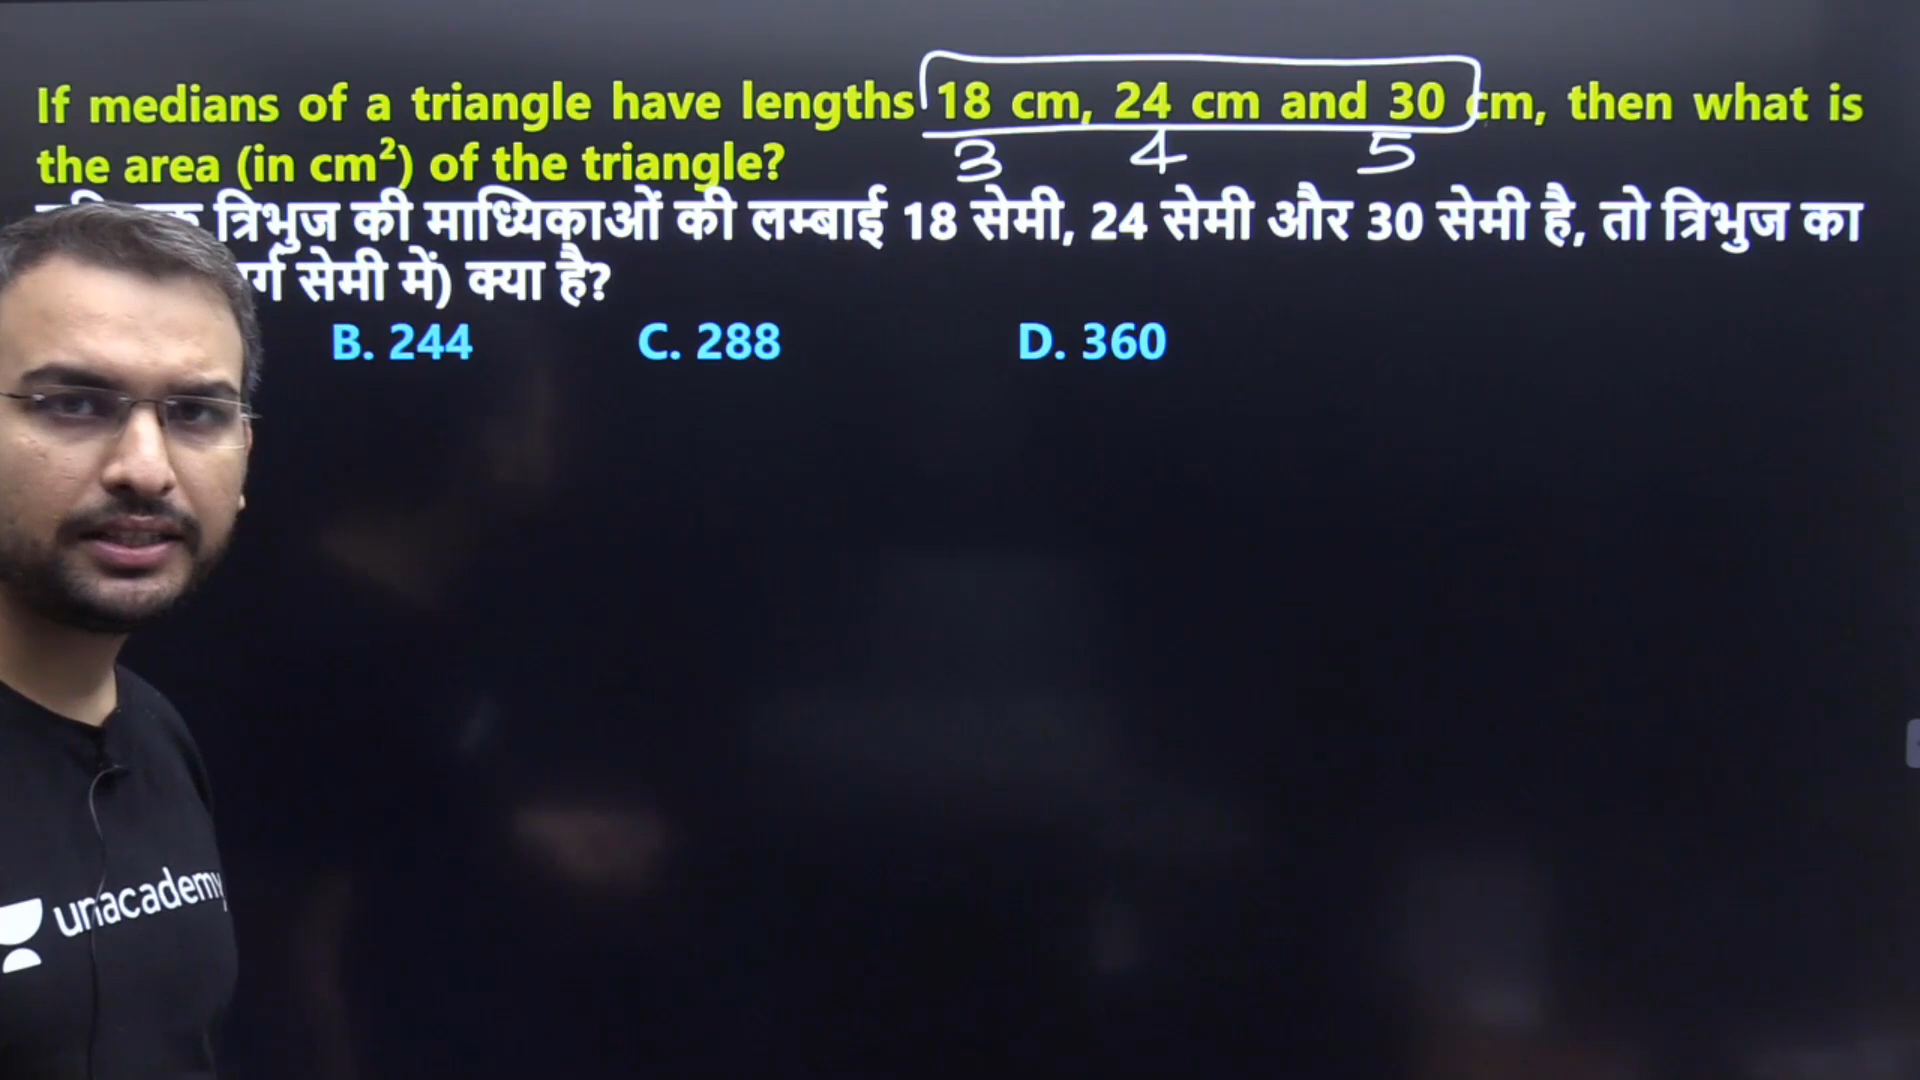 If medians of a triangle have lengths 18 cm, 24 cm and 30 cm, then what is
the area (in cm²) of the triangle?
3 4 5
त्रिभुज की माध्यिकाओं की लम्बाई 18 सेमी, 24 सेमी और 30 सेमी है, तो त्रिभुज का
सेमी में) क्या है?
B. 244 C. 288 D. 360
unacademy